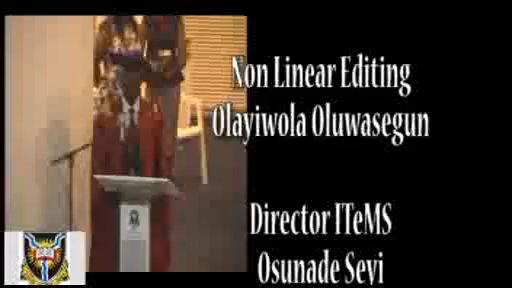 Non Linear Editing
Olayiwola Oluwasegun
Director ITeMS
Osunade Seyi